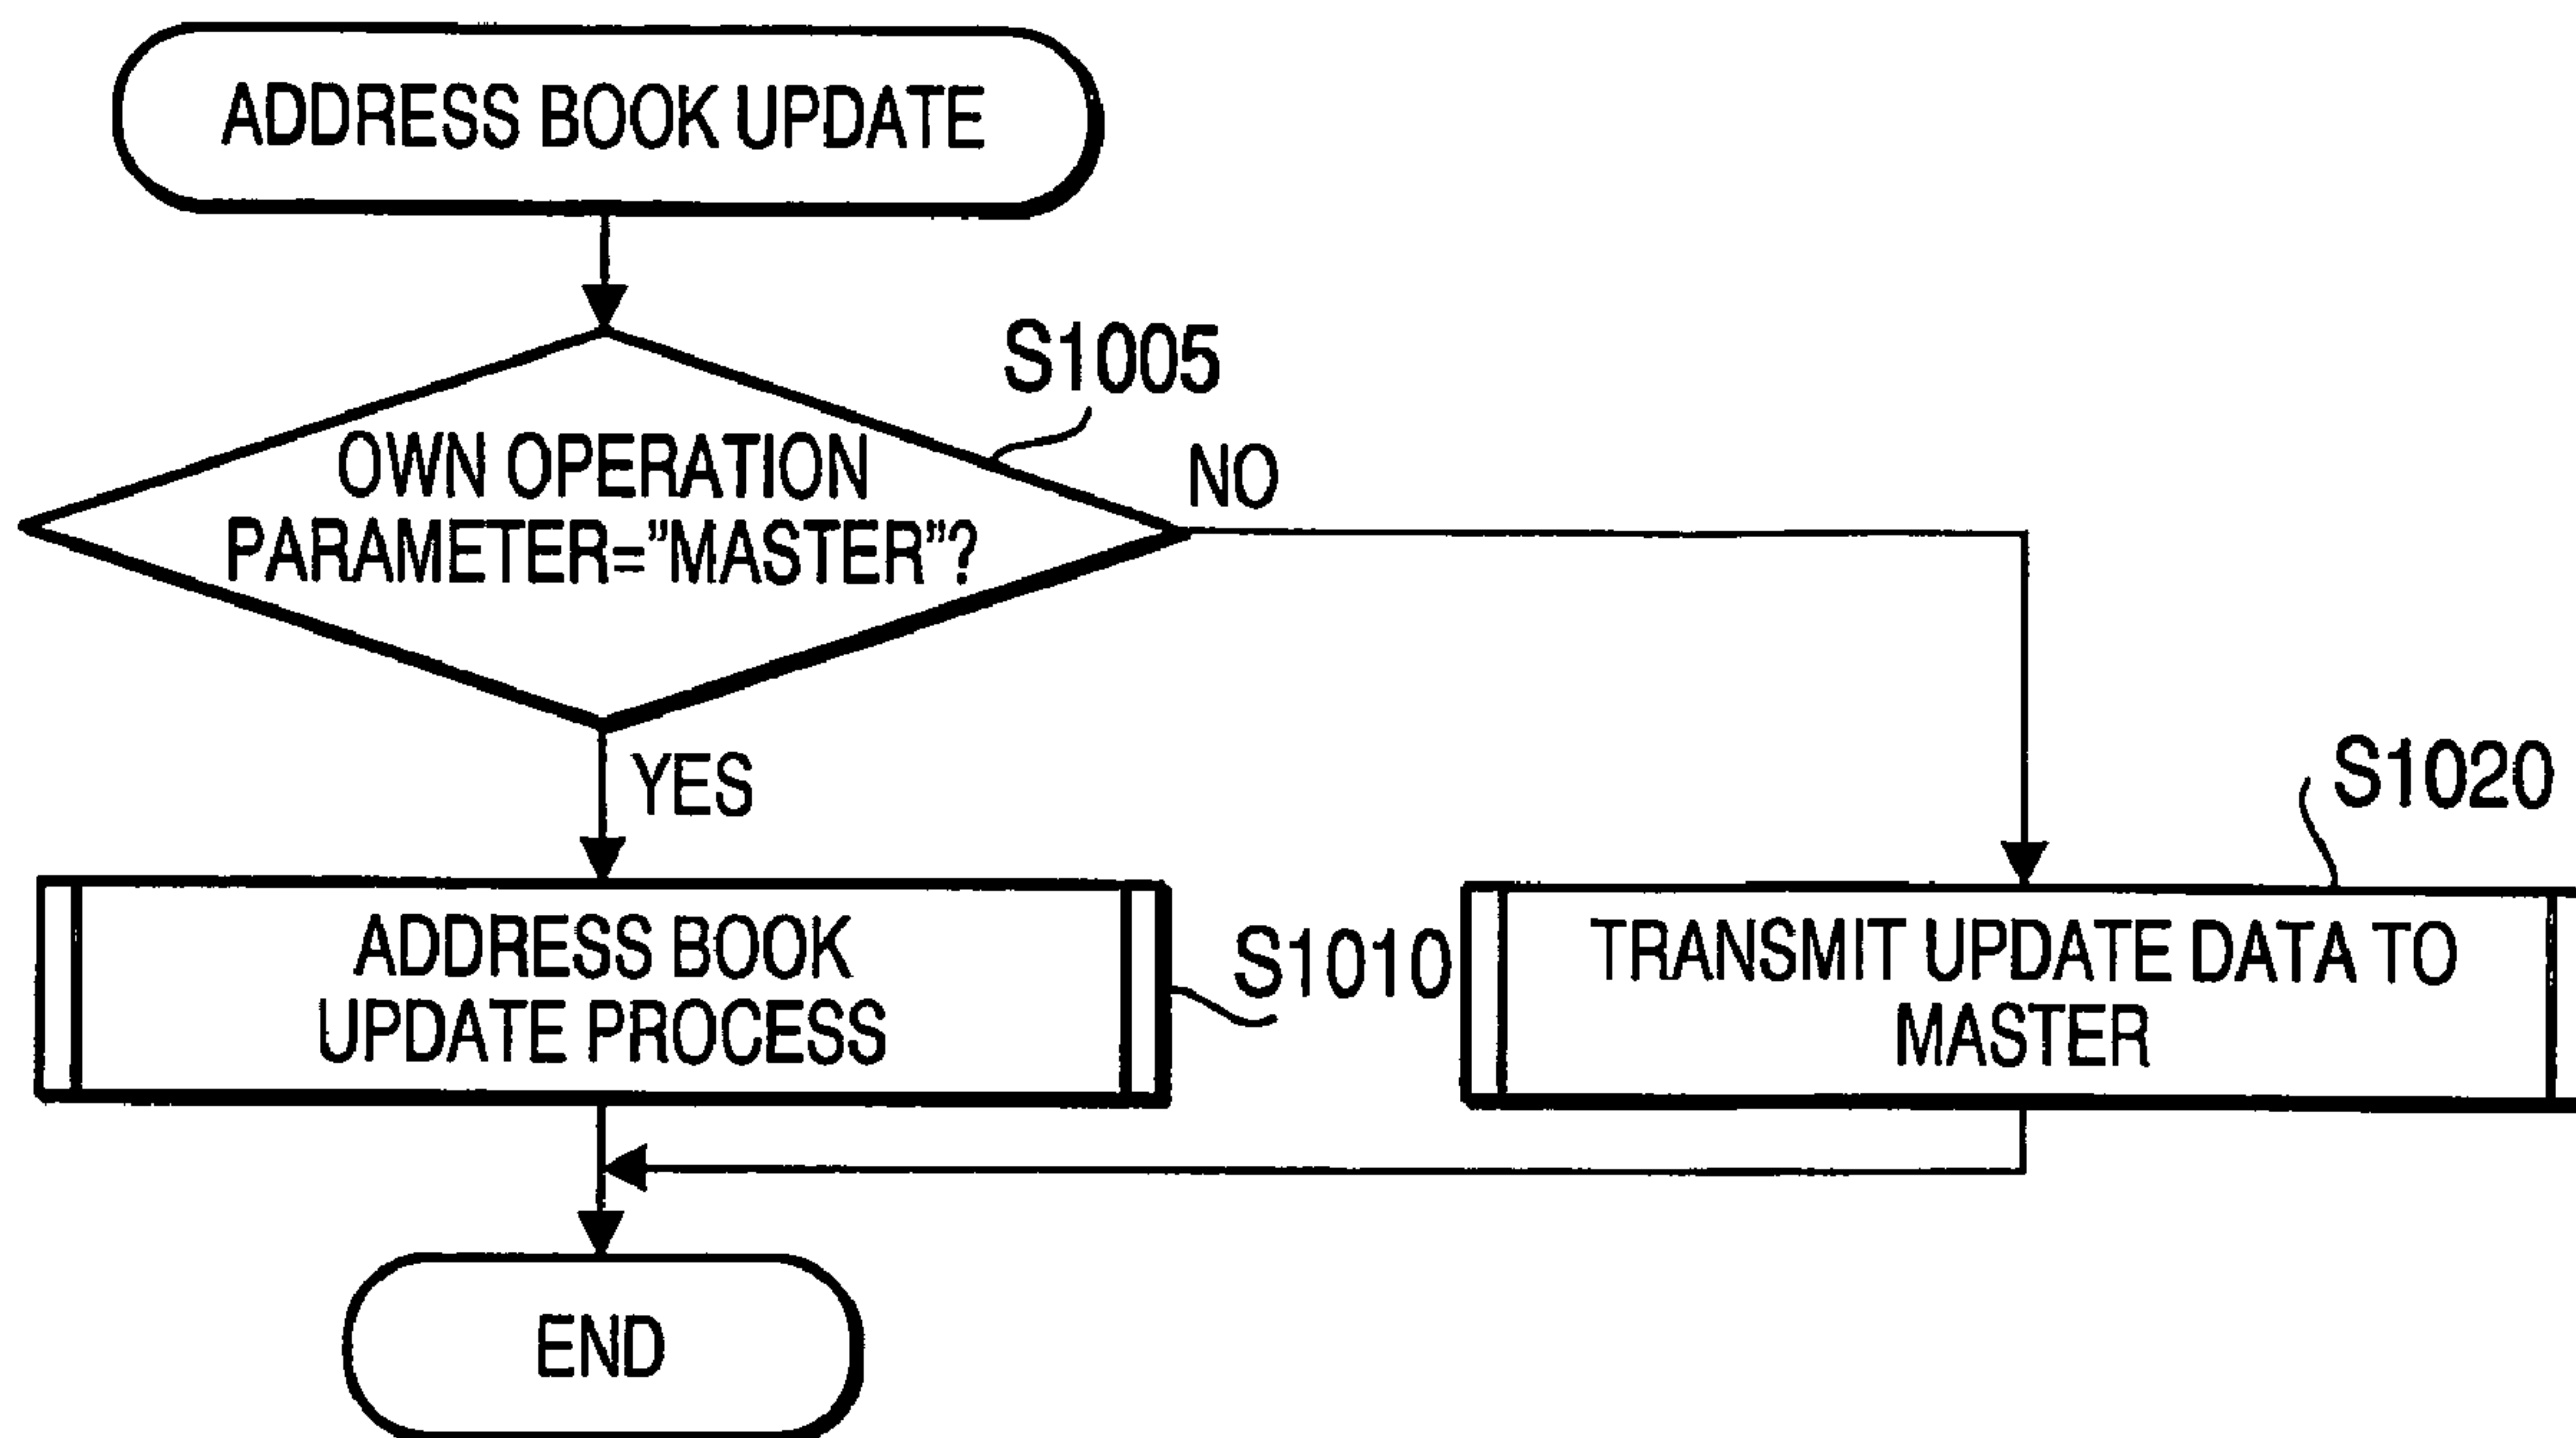 ADDRESS BOOK UPDATE
S1005
OWN OPERATION
PARAMETER=”MASTER”?
NO
YES
S1020
ADDRESS BOOK
UPDATE PROCESS
S1010
TRANSMIT UPDATE DATA TO
MASTER
END